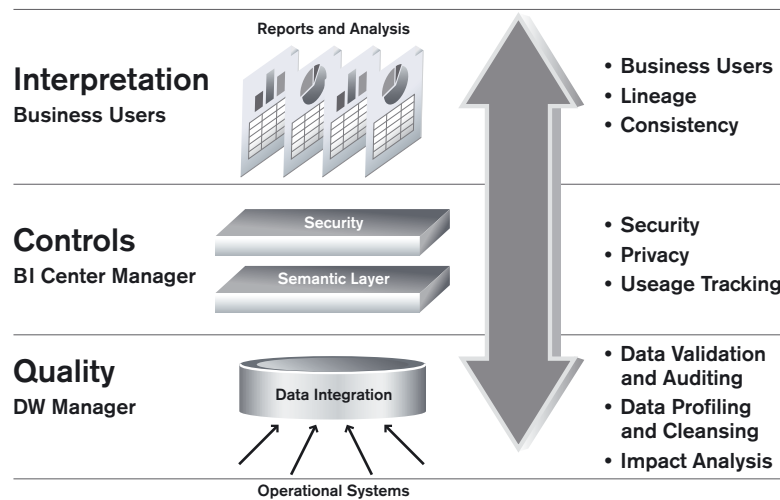 Reports and Analysis
Interpretation
Business Users
• Business Users
• Lineage
• Consistency
Controls
BI Center Manager
Security
Semantic Layer
• Security
• Privacy
• Useage Tracking
Quality
DW Manager
Data Integration
Operational Systems
• Data Validation
and Auditing
• Data Profiling
and Cleansing
• Impact Analysis